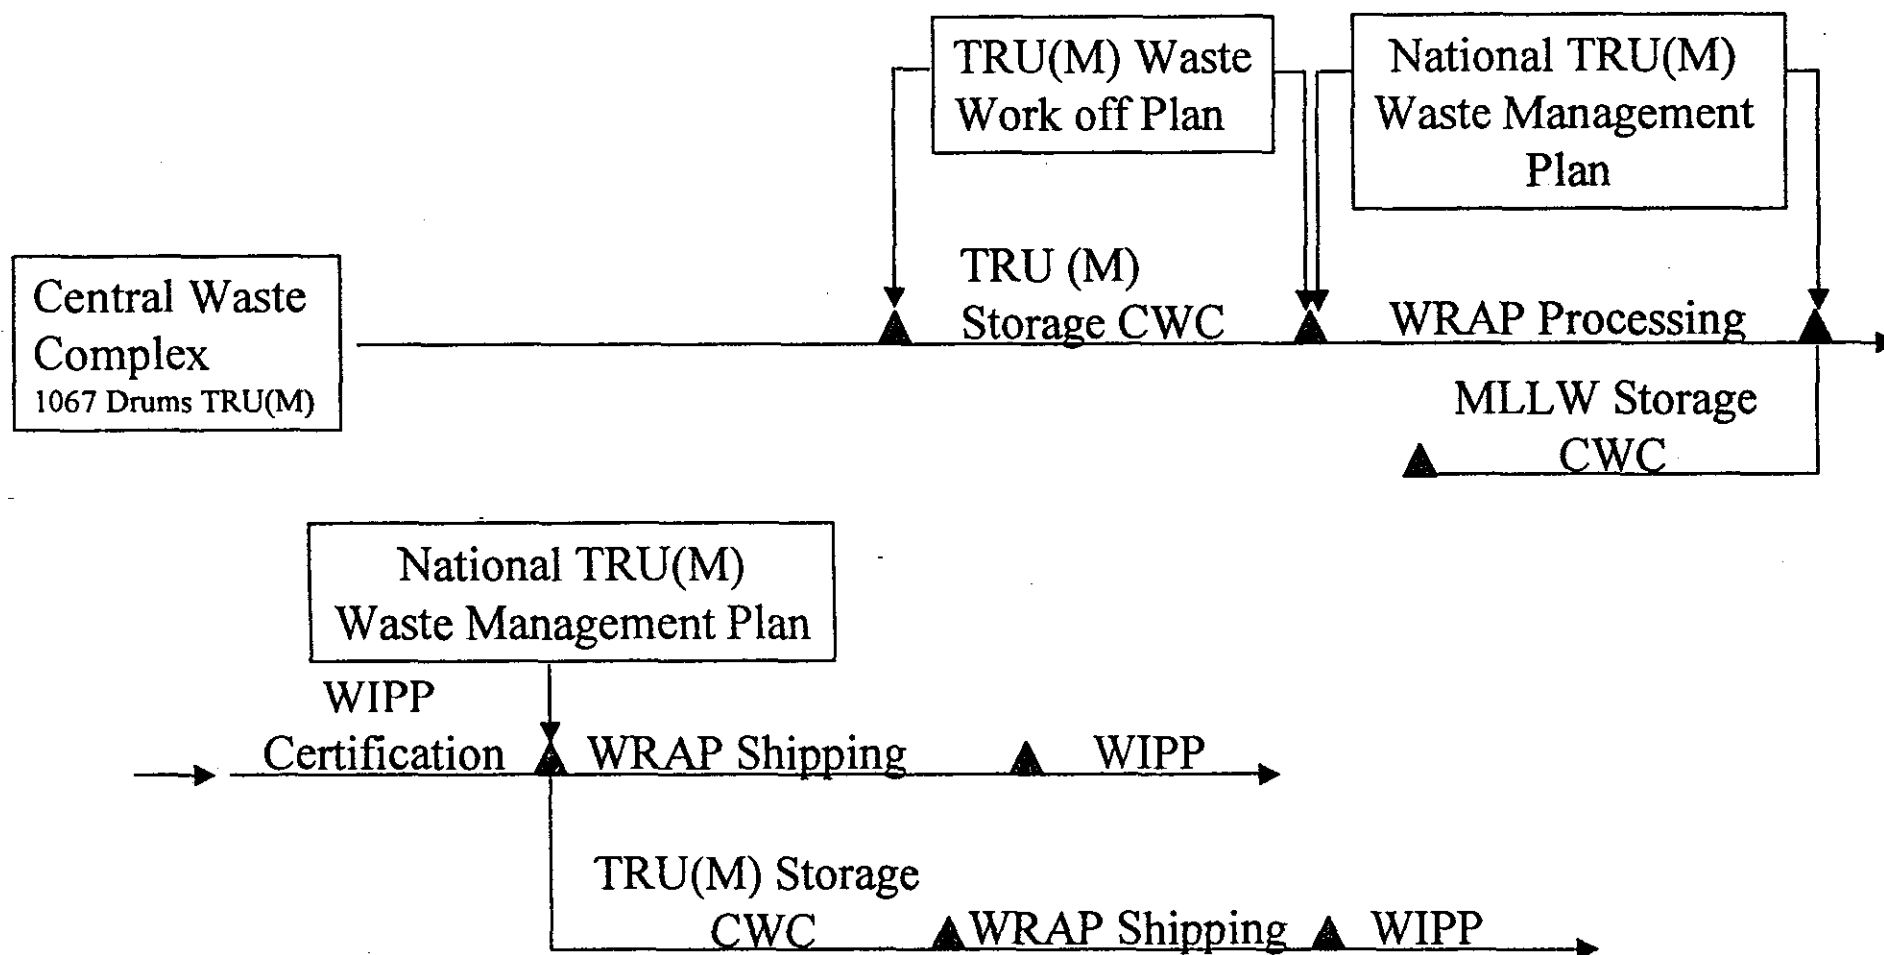 TRU(M) Waste
Work off Plan
National TRU(M)
Waste Management
Plan
Central Waste
Complex
1067 Drums TRU(M)
TRU (M)
Storage CWC
WRAP Processing
MLLW Storage
CWC
National TRU(M)
Waste Management Plan
WIPP
Certification
WRAP Shipping
WIPP
TRU(M) Storage
CWC
WRAP Shipping
WIPP